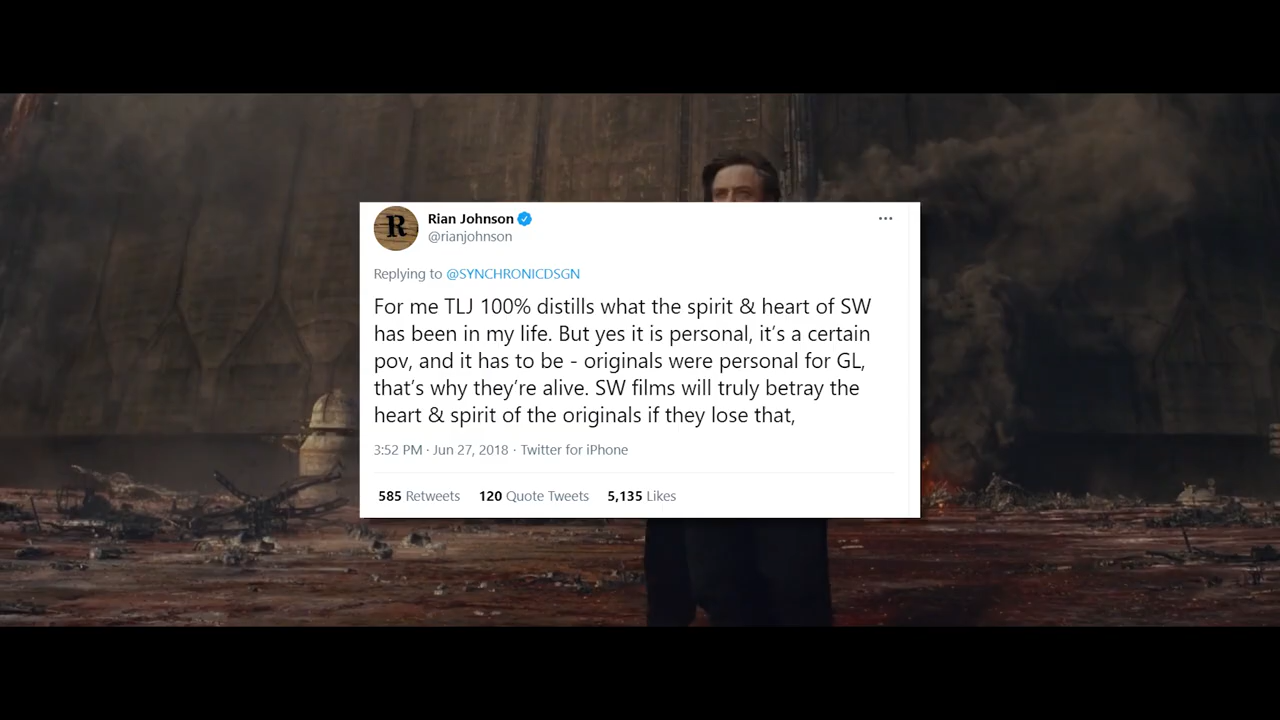 R
Rian Johnson
@rianjohnson
Replying to @SYNCHRONICDSGN
For me TLJ 100% distills what the spirit & heart of SW
has been in my life. But yes it is personal, it’s a certain
pov, and it has to be - originals were personal for GL,
that’s why they’re alive. SW films will truly betray the
heart & spirit of the originals if they lose that,
3:52 PM · Jun 27, 2018 · Twitter for iPhone
585 Retweets 120 Quote Tweets 5,135 Likes